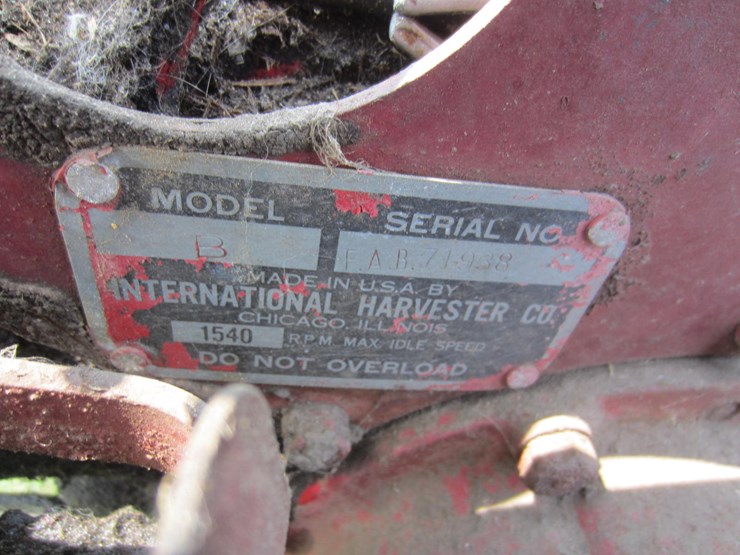 MODEL
SERIAL NO.
B
F.A.B. 71938
MADE IN U.S.A. BY
INTERNATIONAL HARVESTER CO.
CHICAGO, ILLINOIS
1540 R.P.M. MAX. IDLE SPEED
DO NOT OVERLOAD